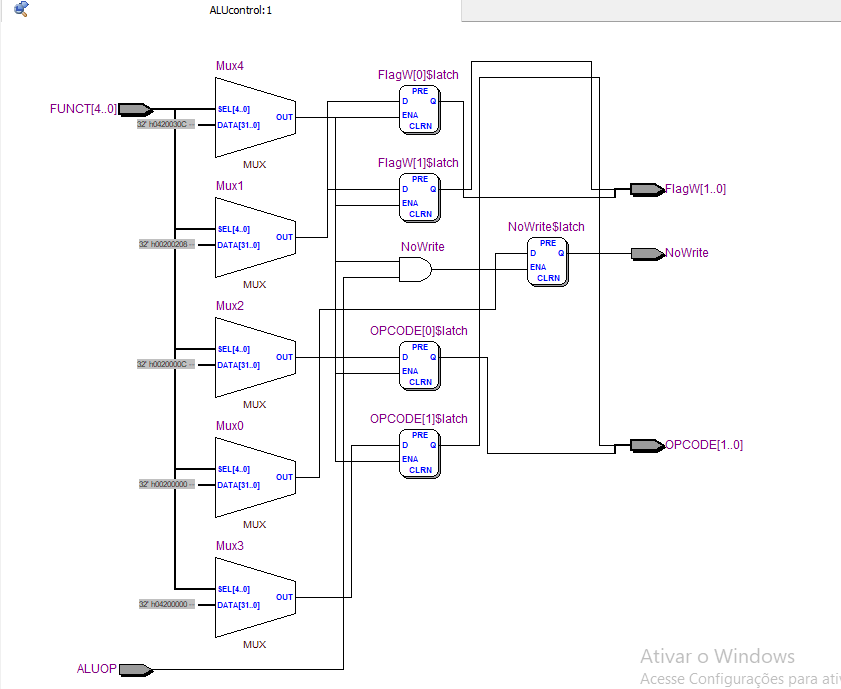 ALUcontrol:1
Mux4
FlagW[0]$latch
FUNCT[4..0]
SEL[4..0]
32' h0420030C --
DATA[31..0]
OUT
MUX
PRE
D
Q
ENA
CLRN
FlagW[1]$latch
PRE
D
Q
ENA
CLRN
FlagW[1..0]
Mux1
SEL[4..0]
32' h00200208 --
DATA[31..0]
OUT
MUX
NoWrite
NoWrite$latch
PRE
D
Q
ENA
CLRN
NoWrite
Mux2
SEL[4..0]
32' h0020000C --
DATA[31..0]
OUT
MUX
OPCODE[0]$latch
PRE
D
Q
ENA
CLRN
Mux0
SEL[4..0]
32' h00200000 --
DATA[31..0]
OUT
MUX
OPCODE[1]$latch
PRE
D
Q
ENA
CLRN
OPCODE[1..0]
Mux3
SEL[4..0]
32' h04200000 --
DATA[31..0]
OUT
MUX
ALUOP
Ativar o Windows
Acesse Configurações para ati